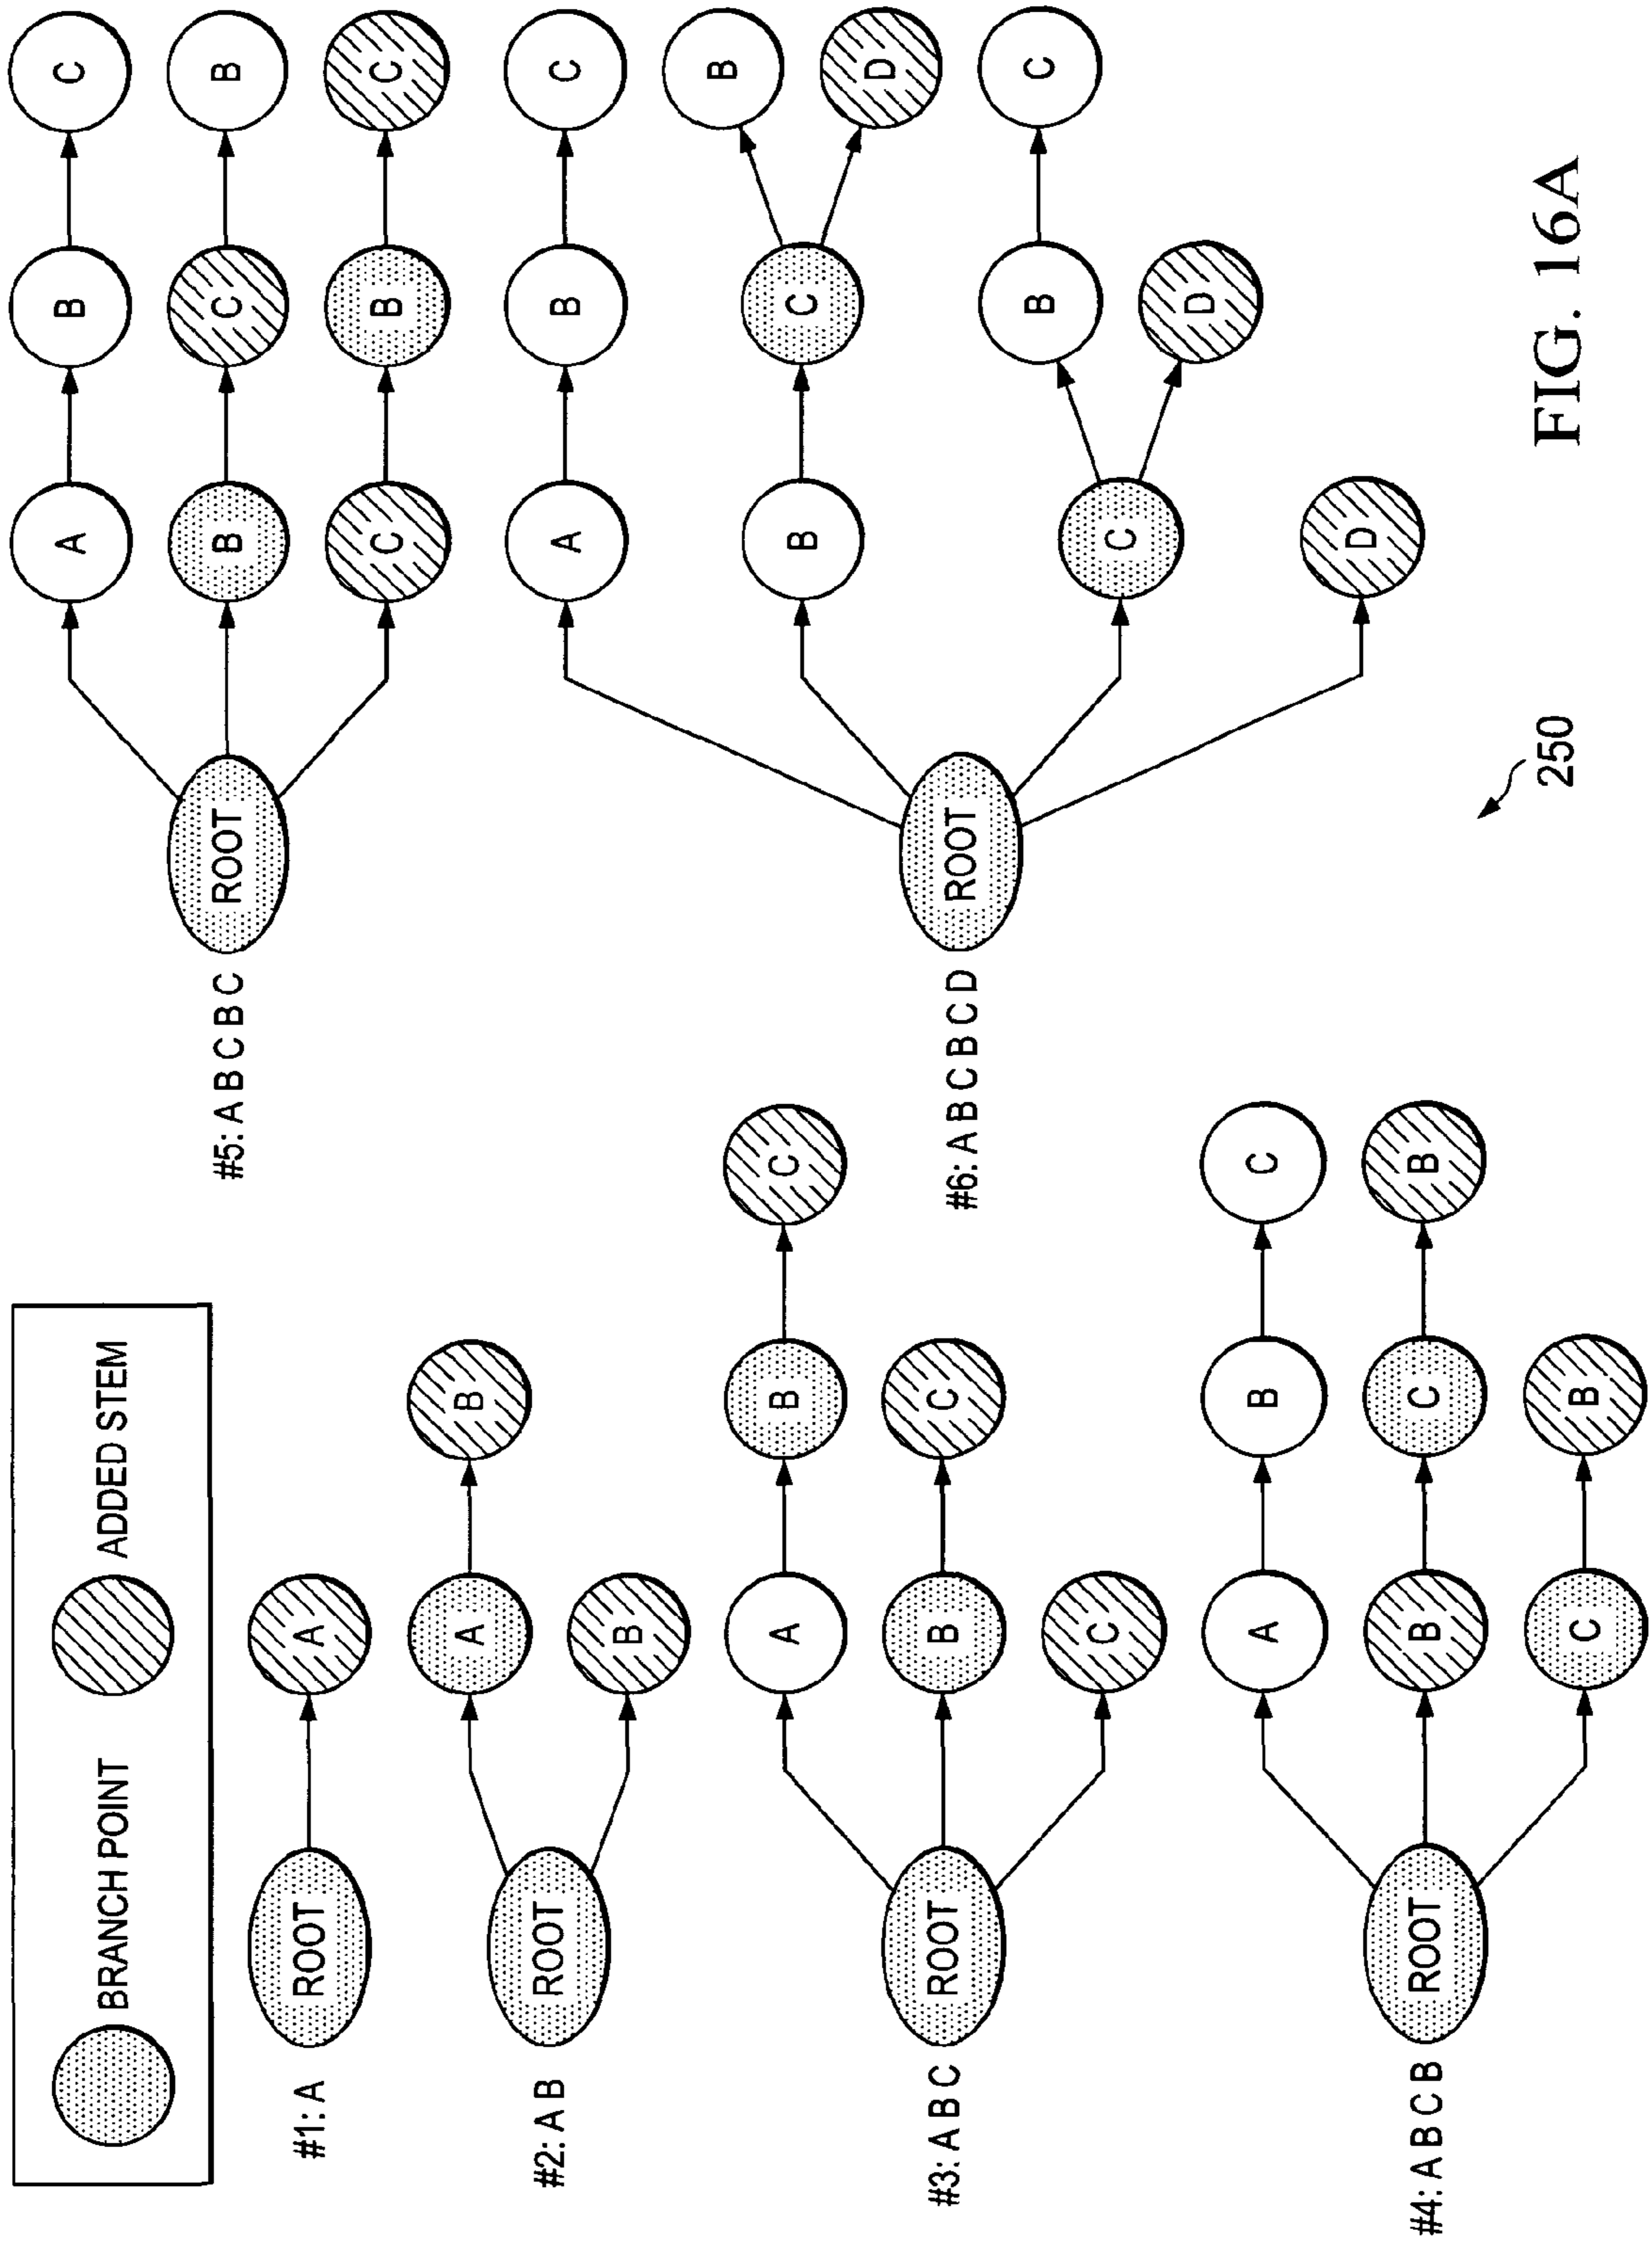 BRANCH POINT ADDED STEM
#1: A ROOT A
A B
#2: A B ROOT
B
A B C
#3: A B C ROOT B C
C
A B C
#4: A B C B ROOT B C B
C B
A B C
#5: A B C B C ROOT B C B
C B C
A B C
B
B C
D
#6: A B C B C D ROOT
B C
C
D
D
250
FIG. 16A